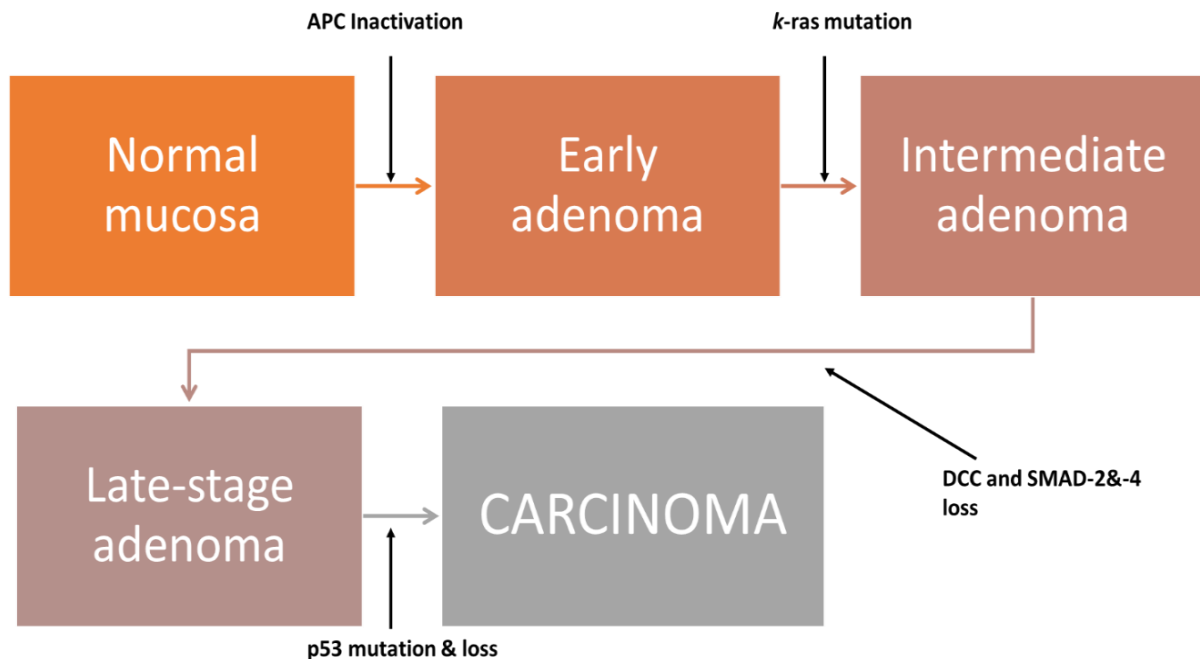 APC Inactivation
k-ras mutation
Normal
mucosa
Early
adenoma
Intermediate
adenoma
Late-stage
adenoma
CARCINOMA
DCC and SMAD-2&-4
loss
p53 mutation & loss